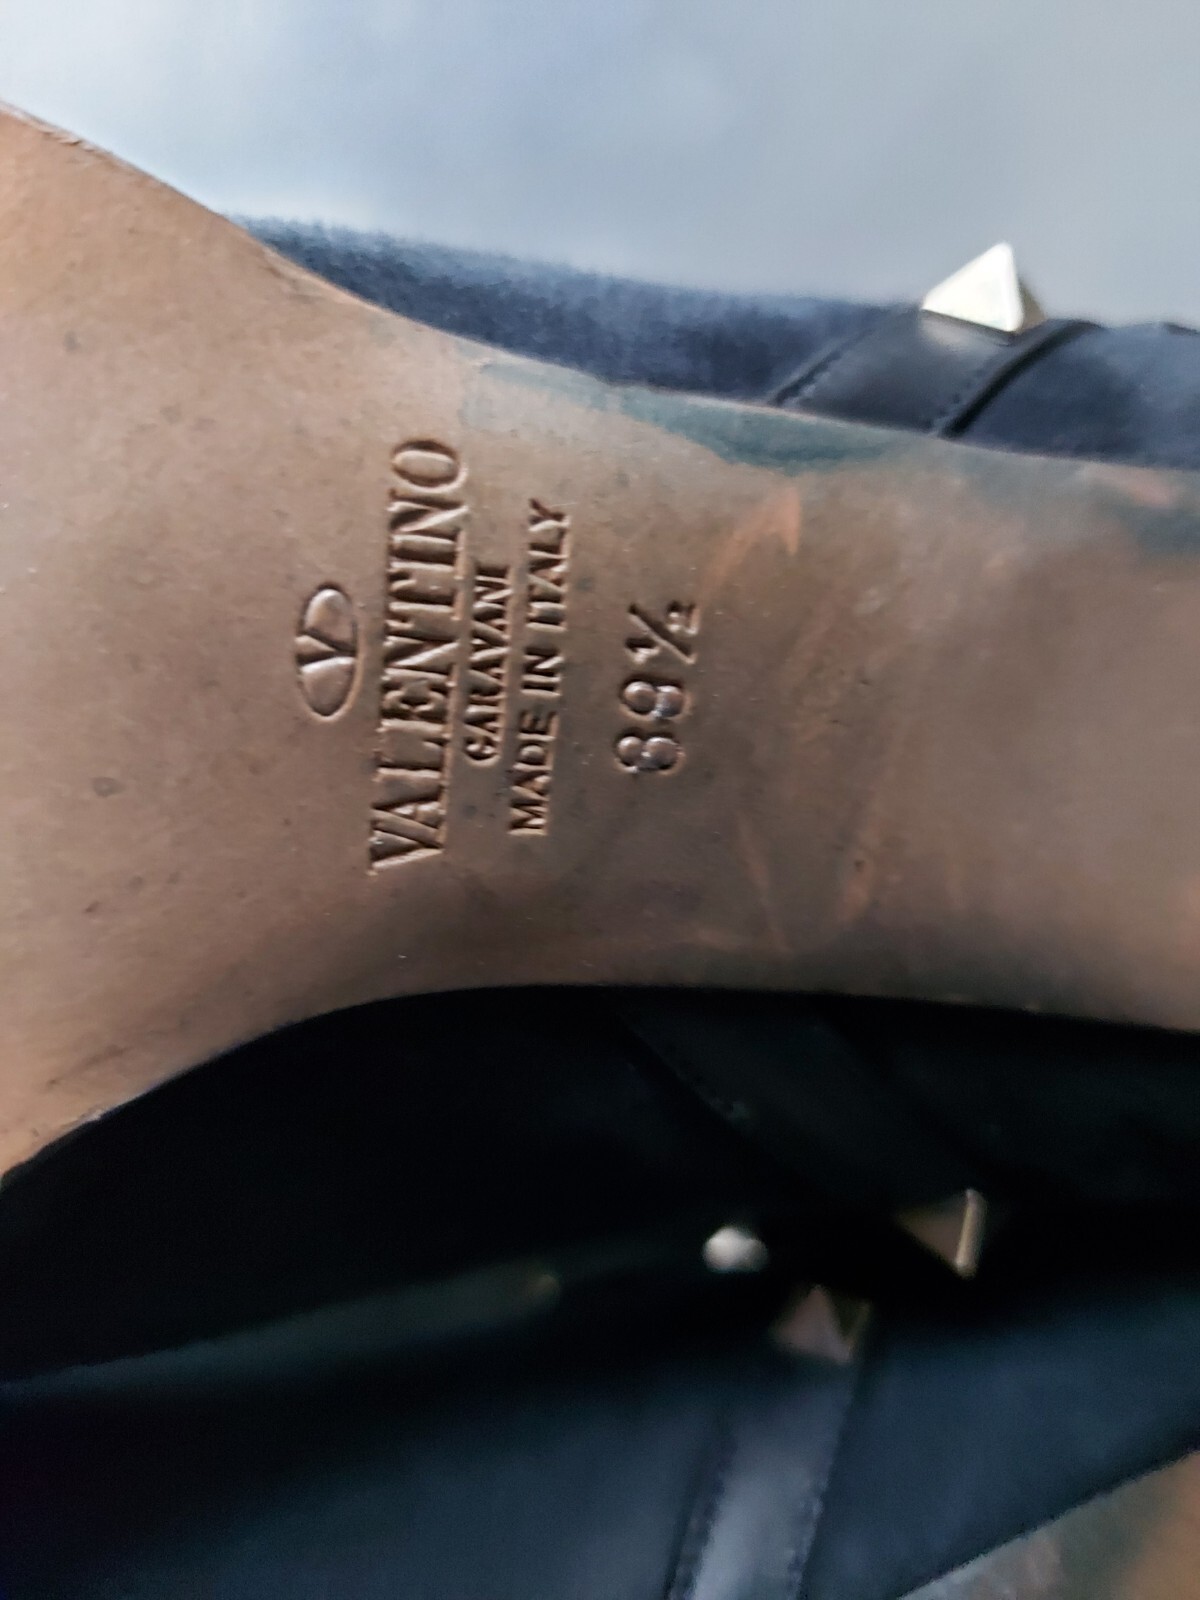 V
VALENTINO
GARAVANI
MADE IN ITALY
38½